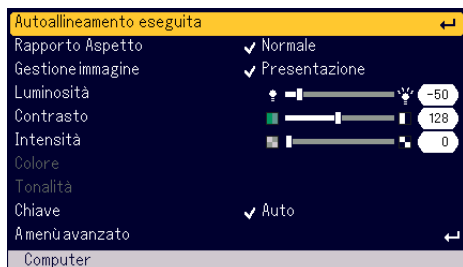 Autoallineamento eseguita
Rapporto Aspetto Normale
Gestione immagine Presentazione
Luminosità -50
Contrasto 128
Intensità 0
Colore
Tonalità
Chiave Auto
A menù avanzato
Computer